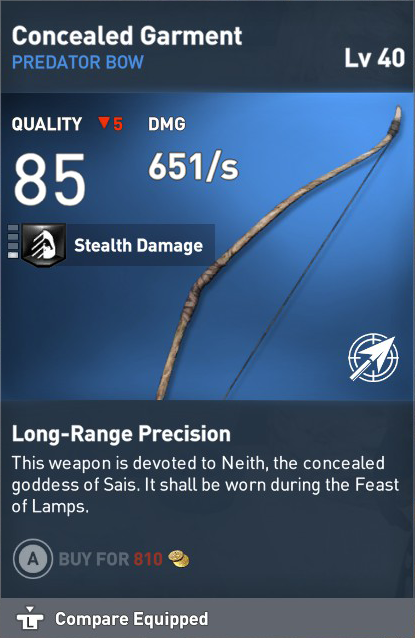 Concealed Garment
PREDATOR BOW
Lv 40
QUALITY ▼5 DMG
85 651/s
Stealth Damage
Long-Range Precision
This weapon is devoted to Neith, the concealed
goddess of Sais. It shall be worn during the Feast
of Lamps.
A BUY FOR 810
L Compare Equipped